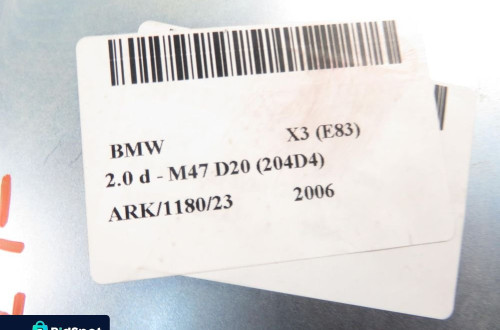 BMW X3 (E83)
2.0 d - M47 D20 (204D4)
ARK/1180/23 2006